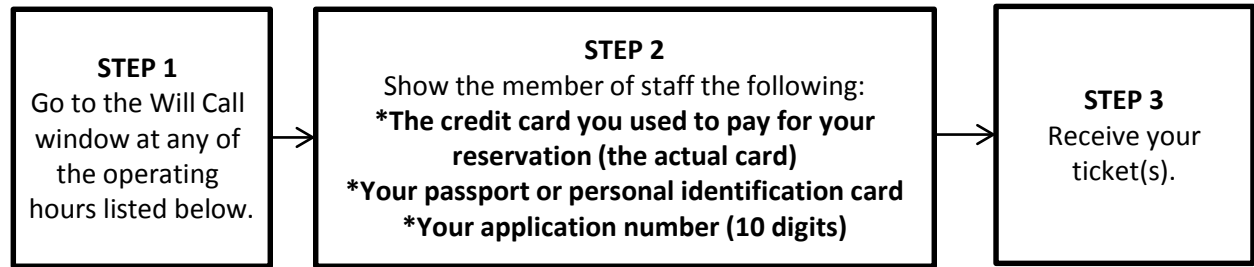 STEP 1
Go to the Will Call
window at any of
the operating
hours listed below.
STEP 2
Show the member of staff the following:
*The credit card you used to pay for your
reservation (the actual card)
*Your passport or personal identification card
*Your application number (10 digits)
STEP 3
Receive your
ticket(s).